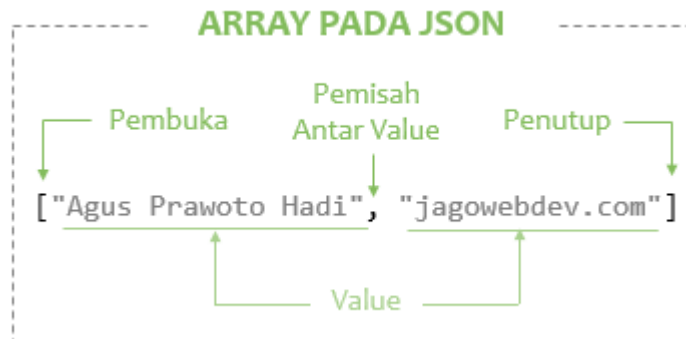 ARRAY PADA JSON
Pembuka
Pemisah
Antar Value
Penutup
["Agus Prawoto Hadi", "jagowebdev.com"]
Value